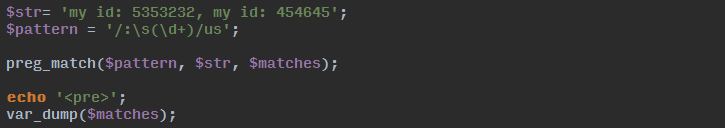 $str= 'my id: 5353232, my id: 454645';
$pattern = '/:\s(\d+)/us';
preg_match($pattern, $str, $matches);
echo '<pre>';
var_dump($matches);